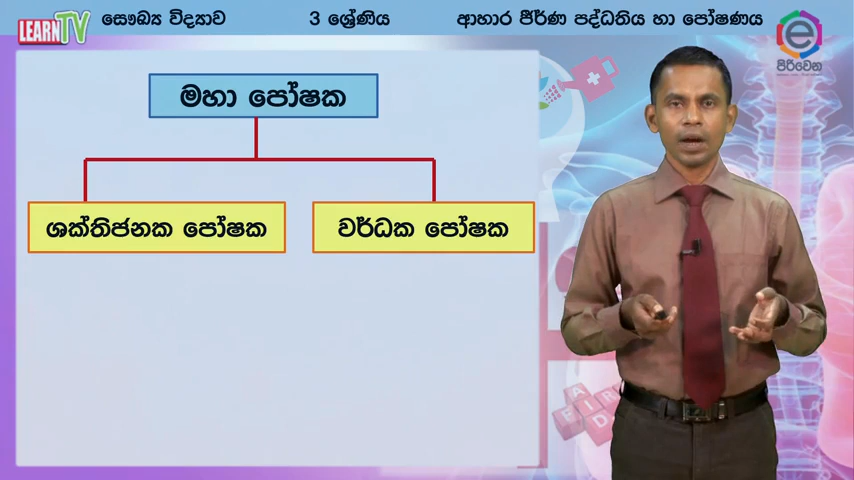 LEARN TV
සෞඛ්‍ය විද්‍යාව
3 ශ්‍රේණිය
ආහාර ජීර්ණ පද්ධතිය හා පෝෂණය
e
පිරිවෙන
මහා පෝෂක
ශක්තිජනක පෝෂක
වර්ධක පෝෂක